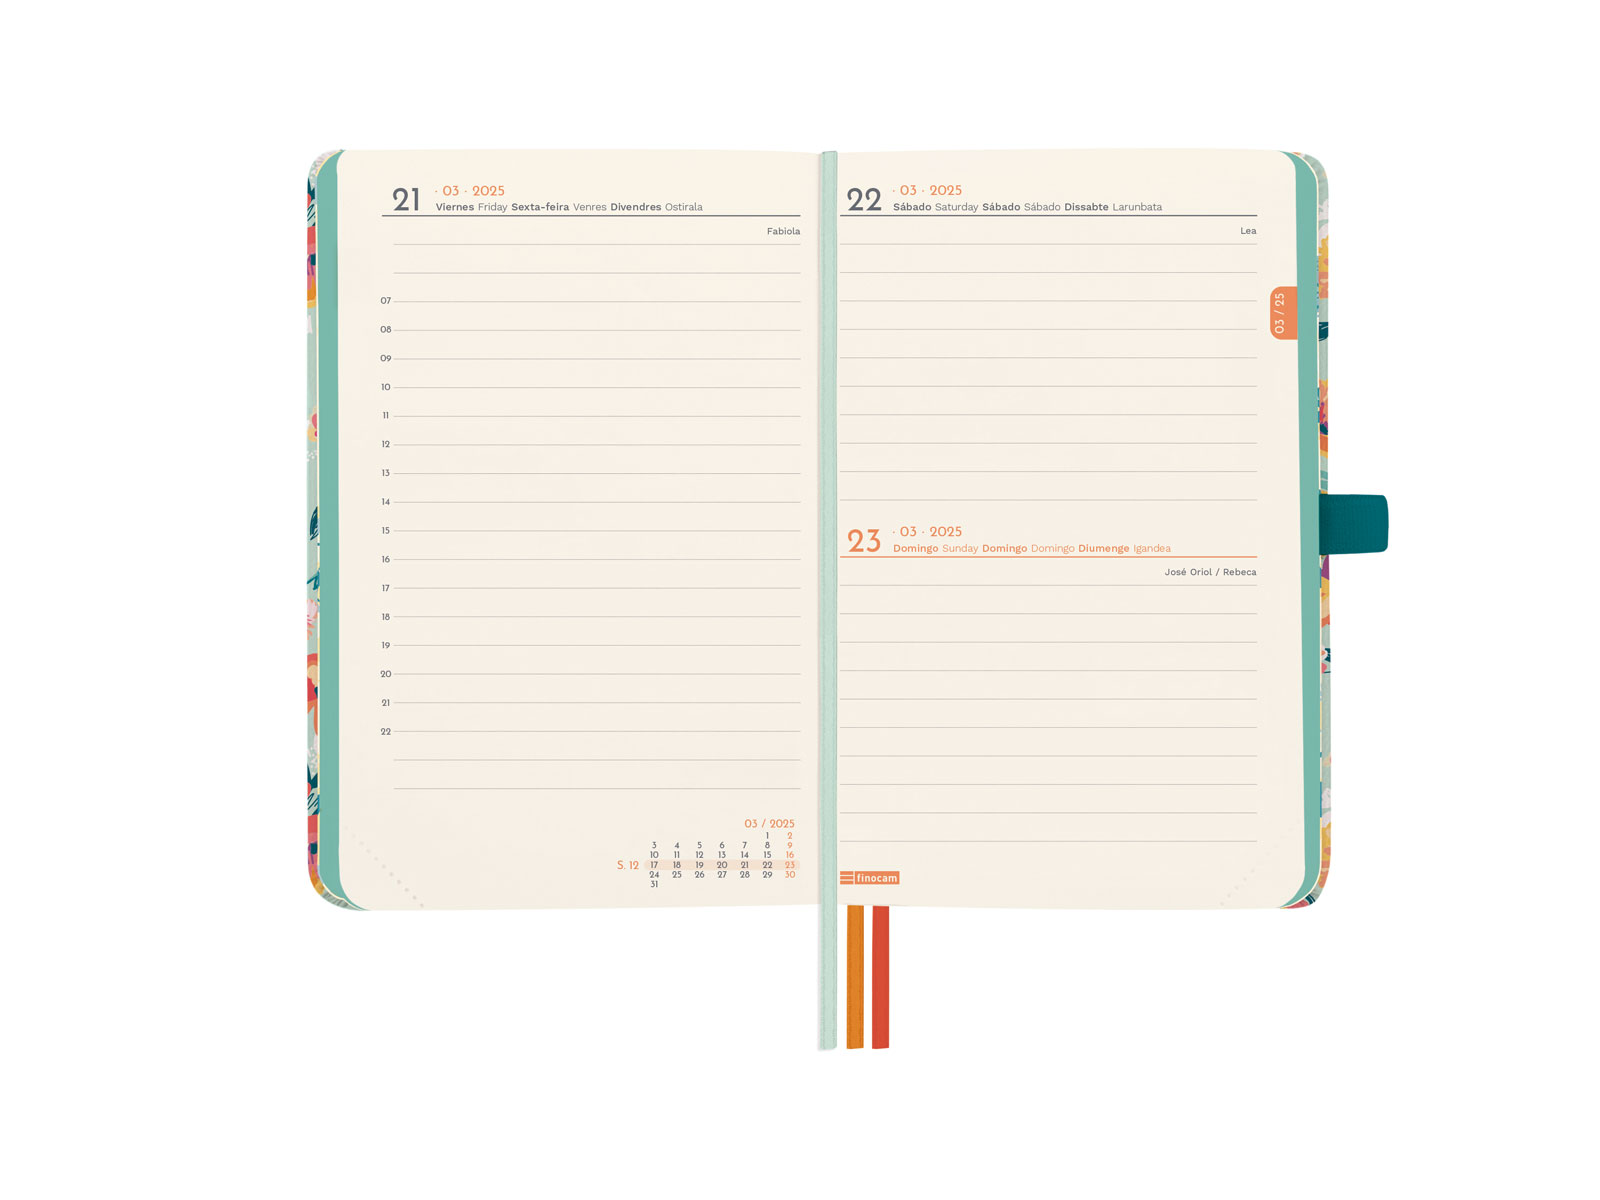 21 · 03 · 2025
Viernes Friday Sexta-feira Venres Divendres Ostirala
Fabiola
07
08
09
10
11
12
13
14
15
16
17
18
19
20
21
22
03 / 2025
1 2
3 4 5 6 7 8 9
10 11 12 13 14 15 16
S. 12 17 18 19 20 21 22 23
24 25 26 27 28 29 30
31
22 · 03 · 2025
Sábado Saturday Sábado Sábado Dissabte Larunbata
Lea
03 / 25
23 · 03 · 2025
Domingo Sunday Domingo Domingo Diumenge Igandea
José Oriol / Rebeca
finocam